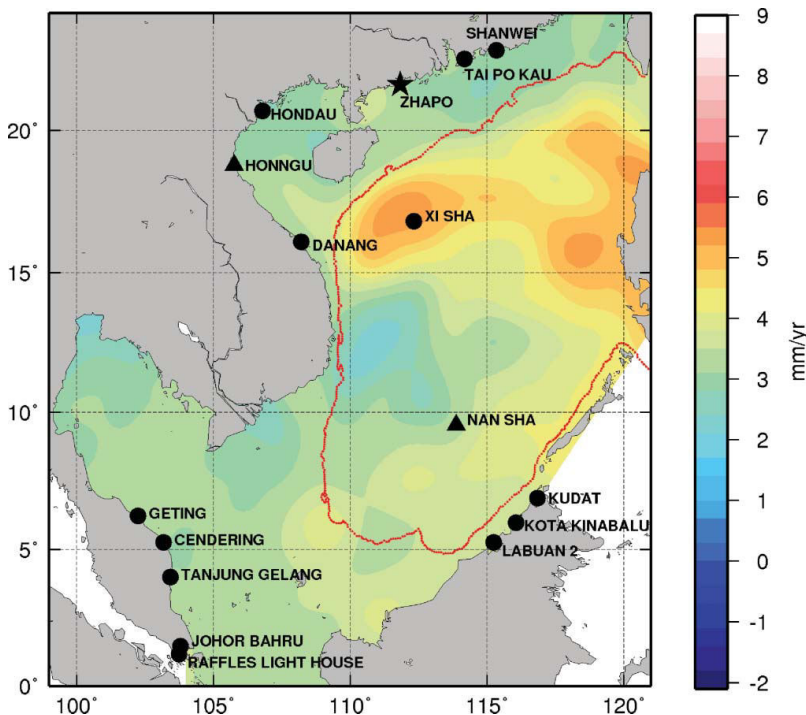 SHANWEI
TAI PO KAU
ZHAPO
HONDAU
HONNGU
XI SHA
DANANG
NAN SHA
KUDAT
GETING
KOTA KINABALU
CENDERING
LABUAN 2
TANJUNG GELANG
JOHOR BAHRU
RAFFLES LIGHT HOUSE
20°
15°
10°
5°
0°
100°
105°
110°
115°
120°
9
8
7
6
5
4
3
2
1
0
-1
-2
mm/yr